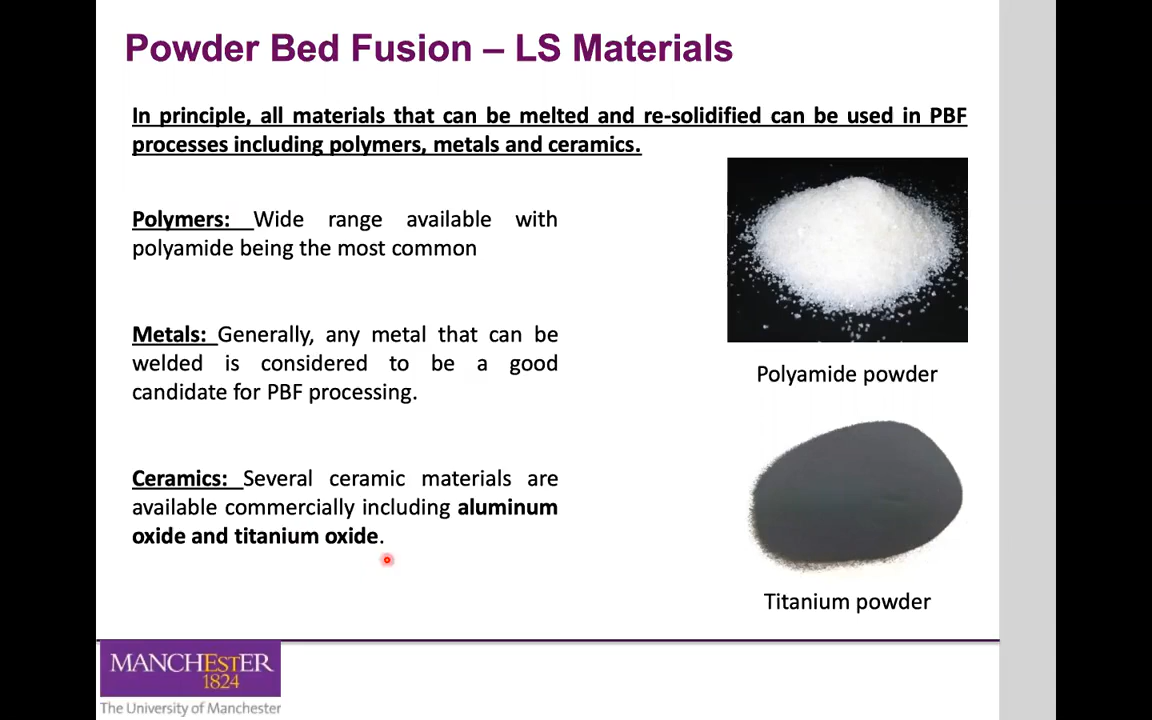 Powder Bed Fusion – LS Materials
In principle, all materials that can be melted and re-solidified can be used in PBF
processes including polymers, metals and ceramics.
Polymers: Wide range available with
polyamide being the most common
Metals: Generally, any metal that can be
welded is considered to be a good
candidate for PBF processing.
Ceramics: Several ceramic materials are
available commercially including aluminum
oxide and titanium oxide.
Polyamide powder
Titanium powder
MANCHESTER
1824
The University of Manchester